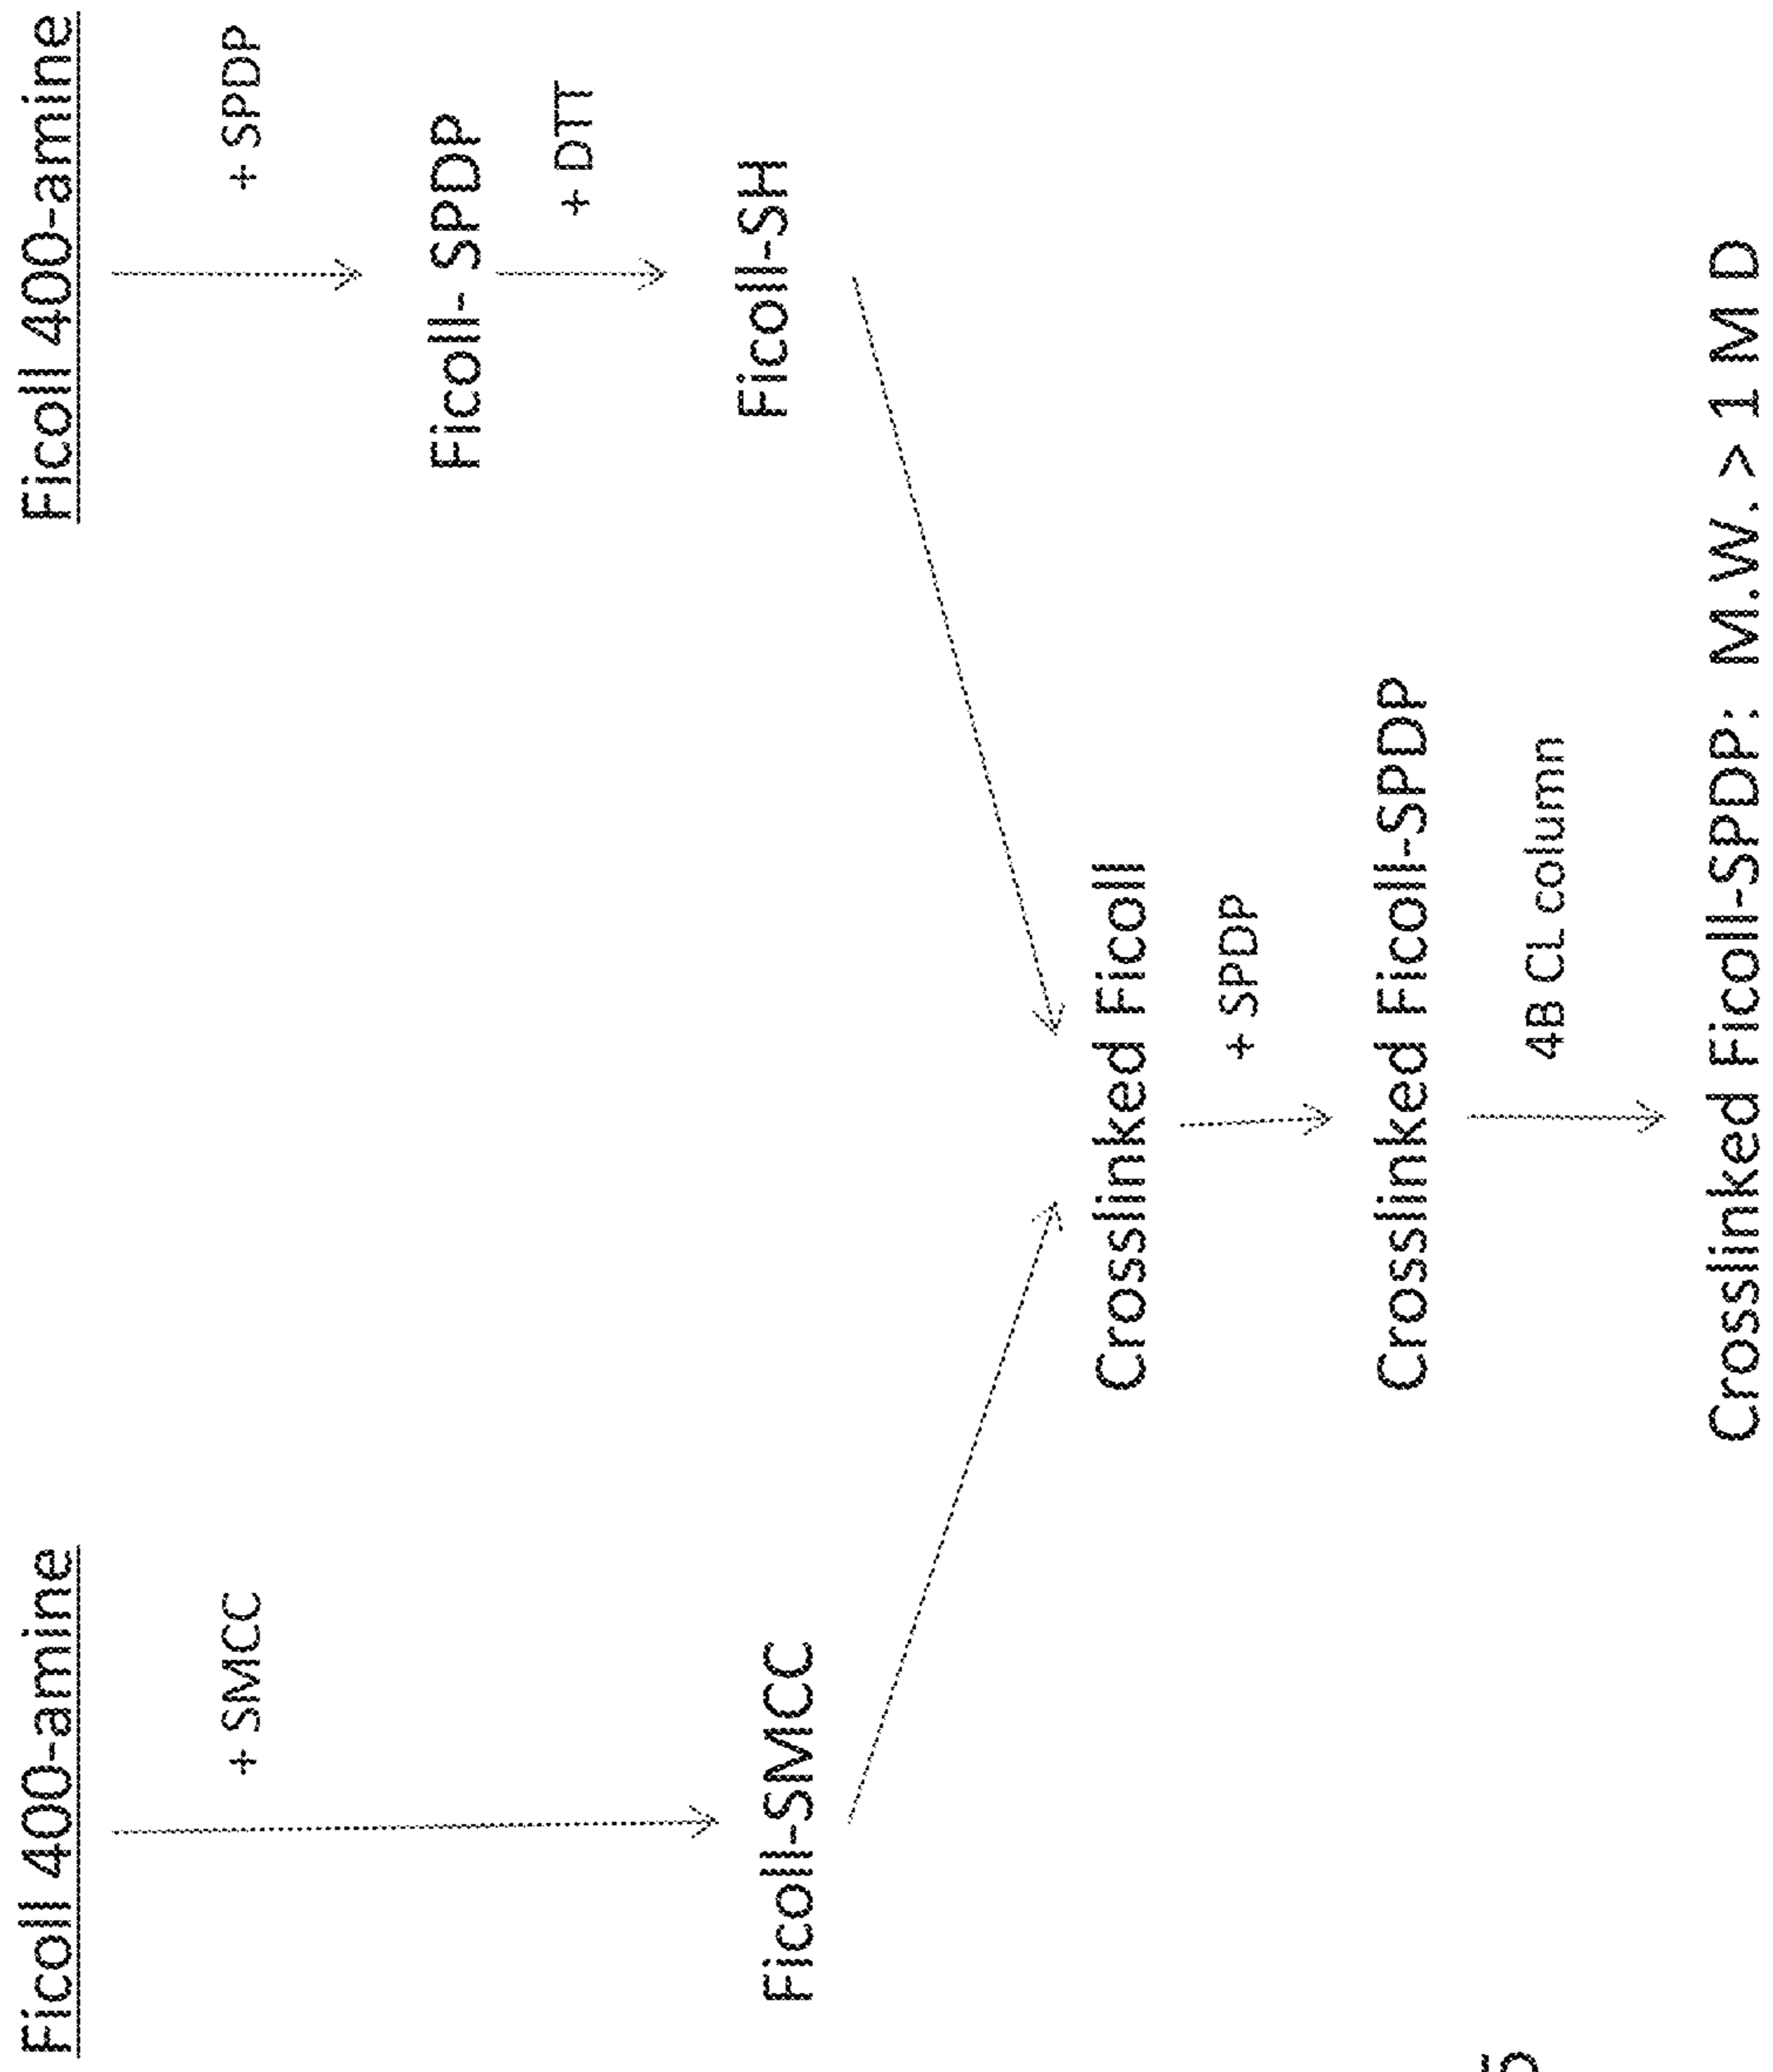 Ficoll 400-amine
Ficoll 400-amine
+ SMCC
+ SPDP
Ficoll- SPDP
+ DTT
Ficoll-SMCC
Ficoll-SH
Crosslinked Ficoll
+ SPDP
Crosslinked Ficoll-SPDP
4B CL column
Crosslinked Ficoll-SPDP: M.W. > 1 M D